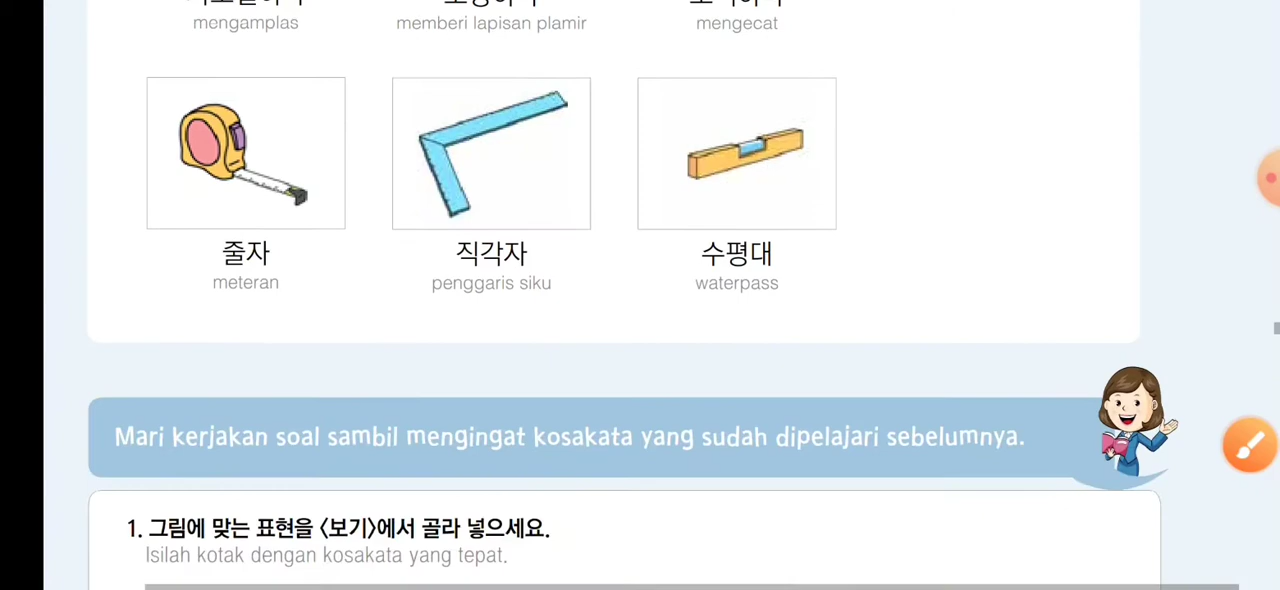 mengamplas memberi lapisan plamir mengecat
줄자 직각자 수평대
meteran penggaris siku waterpass
Mari kerjakan soal sambil mengingat kosakata yang sudah dipelajari sebelumnya.
1. 그림에 맞는 표현을 〈보기〉에서 골라 넣으세요.
Isilah kotak dengan kosakata yang tepat.